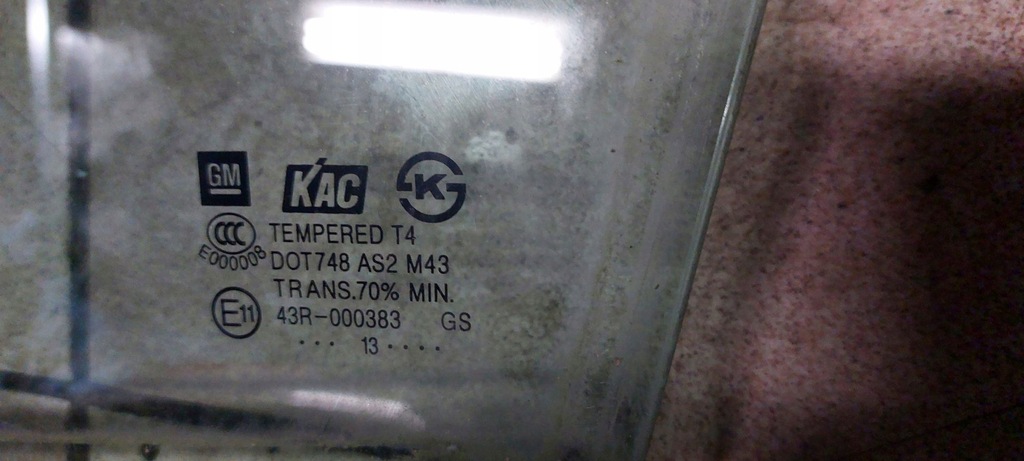 GM KAC K
CCC TEMPERED T4
E000008 DOT748 AS2 M43
TRANS.70% MIN.
E11 43R-000383 GS
... 13 ....